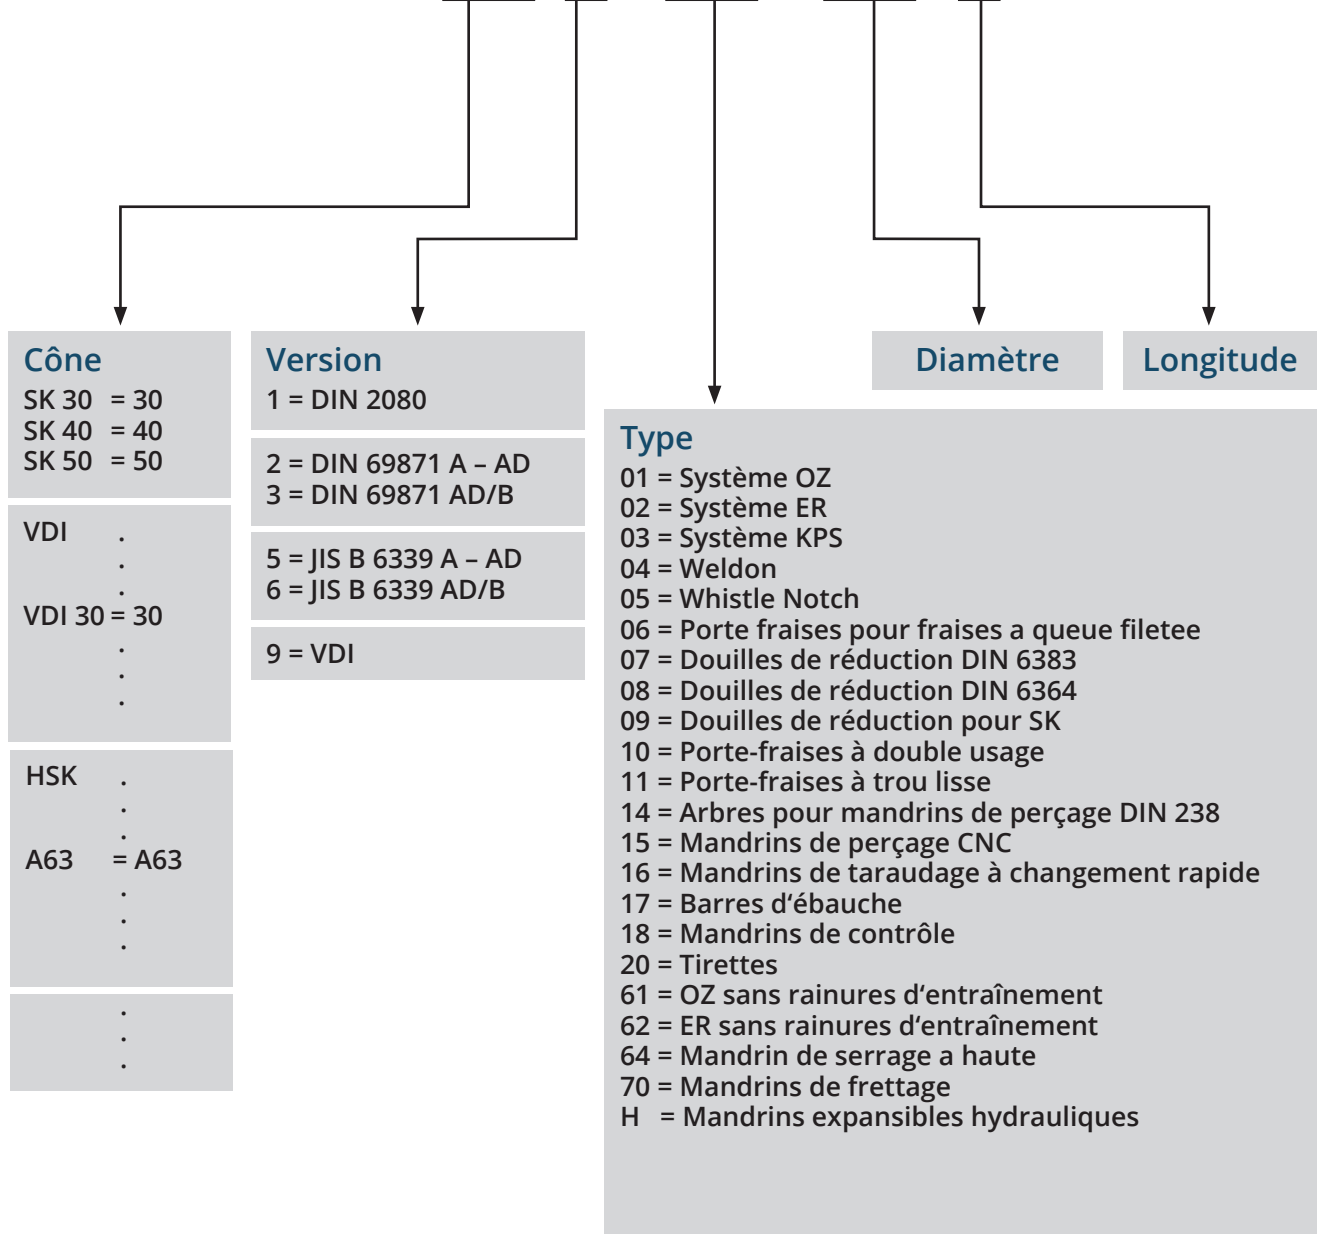 Cône
SK 30 = 30
SK 40 = 40
SK 50 = 50
VDI .
.
.
VDI 30 = 30
.
.
.
HSK .
.
.
A63 = A63
.
.
.
.
.
.
Version
1 = DIN 2080
2 = DIN 69871 A – AD
3 = DIN 69871 AD/B
5 = JIS B 6339 A – AD
6 = JIS B 6339 AD/B
9 = VDI
Type
01 = Système OZ
02 = Système ER
03 = Système KPS
04 = Weldon
05 = Whistle Notch
06 = Porte fraises pour fraises a queue filetee
07 = Douilles de réduction DIN 6383
08 = Douilles de réduction DIN 6364
09 = Douilles de réduction pour SK
10 = Porte-fraises à double usage
11 = Porte-fraises à trou lisse
14 = Arbres pour mandrins de perçage DIN 238
15 = Mandrins de perçage CNC
16 = Mandrins de taraudage à changement rapide
17 = Barres d‘ébauche
18 = Mandrins de contrôle
20 = Tirettes
61 = OZ sans rainures d‘entraînement
62 = ER sans rainures d‘entraînement
64 = Mandrin de serrage a haute
70 = Mandrins de frettage
H = Mandrins expansibles hydrauliques
Diamètre
Longitude